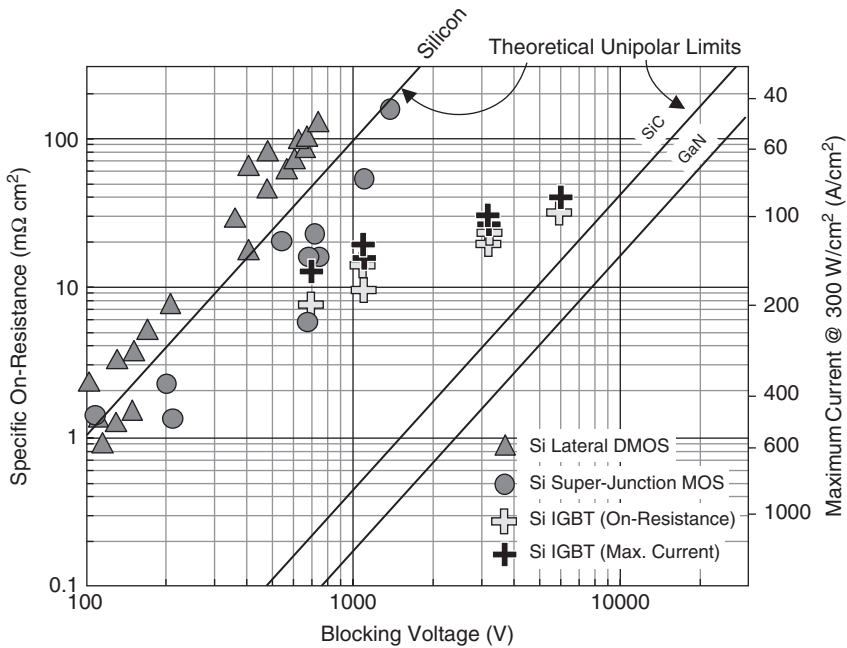 Silicon
Theoretical Unipolar Limits
SiC
GaN
Specific On-Resistance (mΩ cm²)
100
10
1
0.1
100
1000
10000
Blocking Voltage (V)
40
60
100
200
400
600
1000
Maximum Current @ 300 W/cm² (A/cm²)
Si Lateral DMOS
Si Super-Junction MOS
Si IGBT (On-Resistance)
Si IGBT (Max. Current)